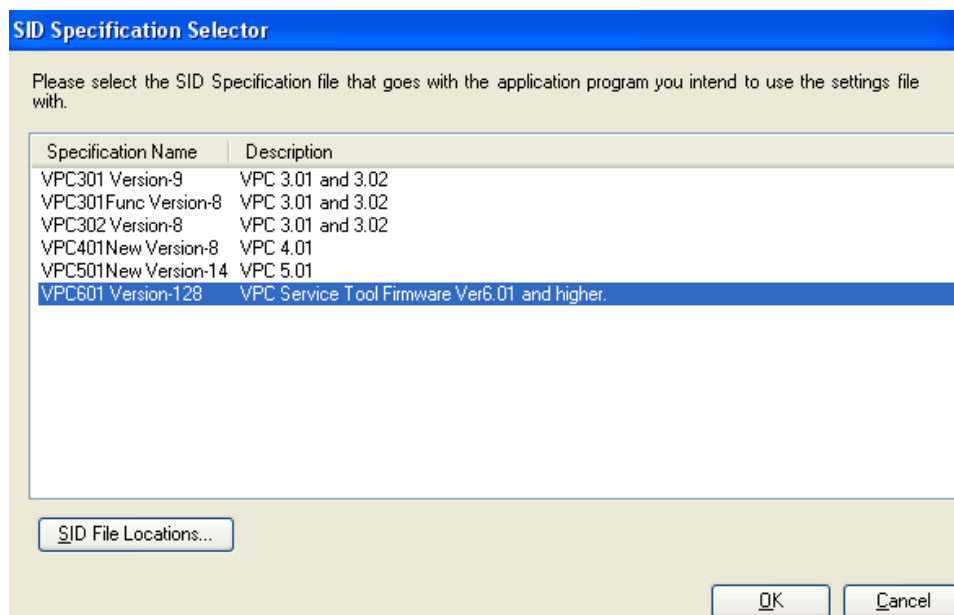 SID Specification Selector
Please select the SID Specification file that goes with the application program you intend to use the settings file
with.
Specification Name Description
VPC301 Version-9 VPC 3.01 and 3.02
VPC301Func Version-8 VPC 3.01 and 3.02
VPC302 Version-8 VPC 3.01 and 3.02
VPC401New Version-8 VPC 4.01
VPC501New Version-14 VPC 5.01
VPC601 Version-128 VPC Service Tool Firmware Ver6.01 and higher.
SID File Locations...
OK Cancel